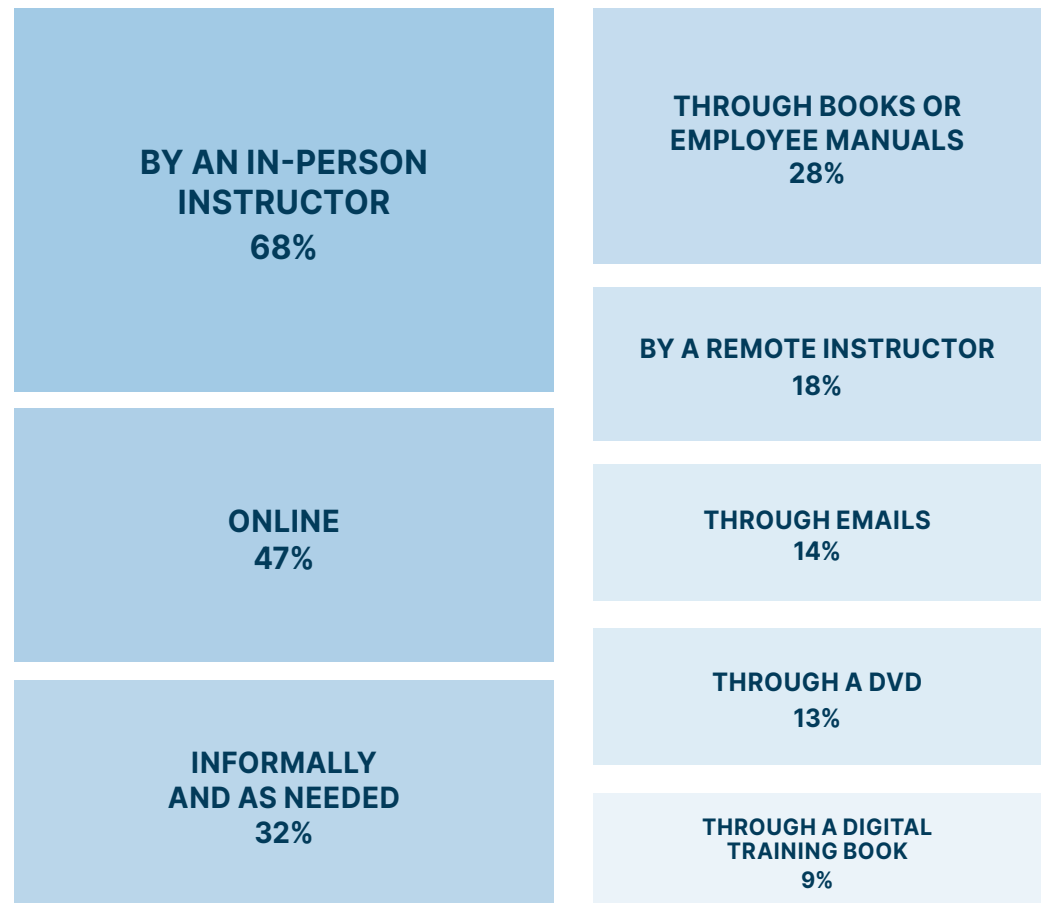 BY AN IN-PERSON
INSTRUCTOR
68%
ONLINE
47%
INFORMALLY
AND AS NEEDED
32%
THROUGH BOOKS OR
EMPLOYEE MANUALS
28%
BY A REMOTE INSTRUCTOR
18%
THROUGH EMAILS
14%
THROUGH A DVD
13%
THROUGH A DIGITAL
TRAINING BOOK
9%